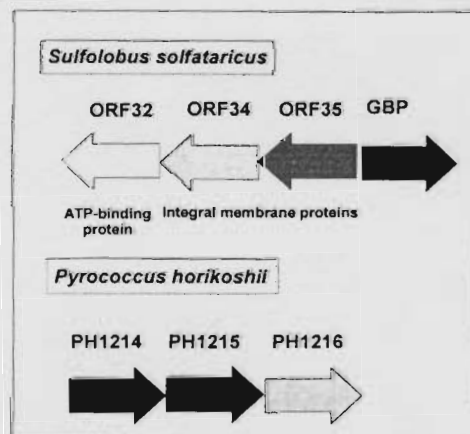 Sulfolobus solfataricus
ORF32 ORF34 ORF35 GBP
ATP-binding Integral membrane proteins
protein
Pyrococcus horikoshii
PH1214 PH1215 PH1216